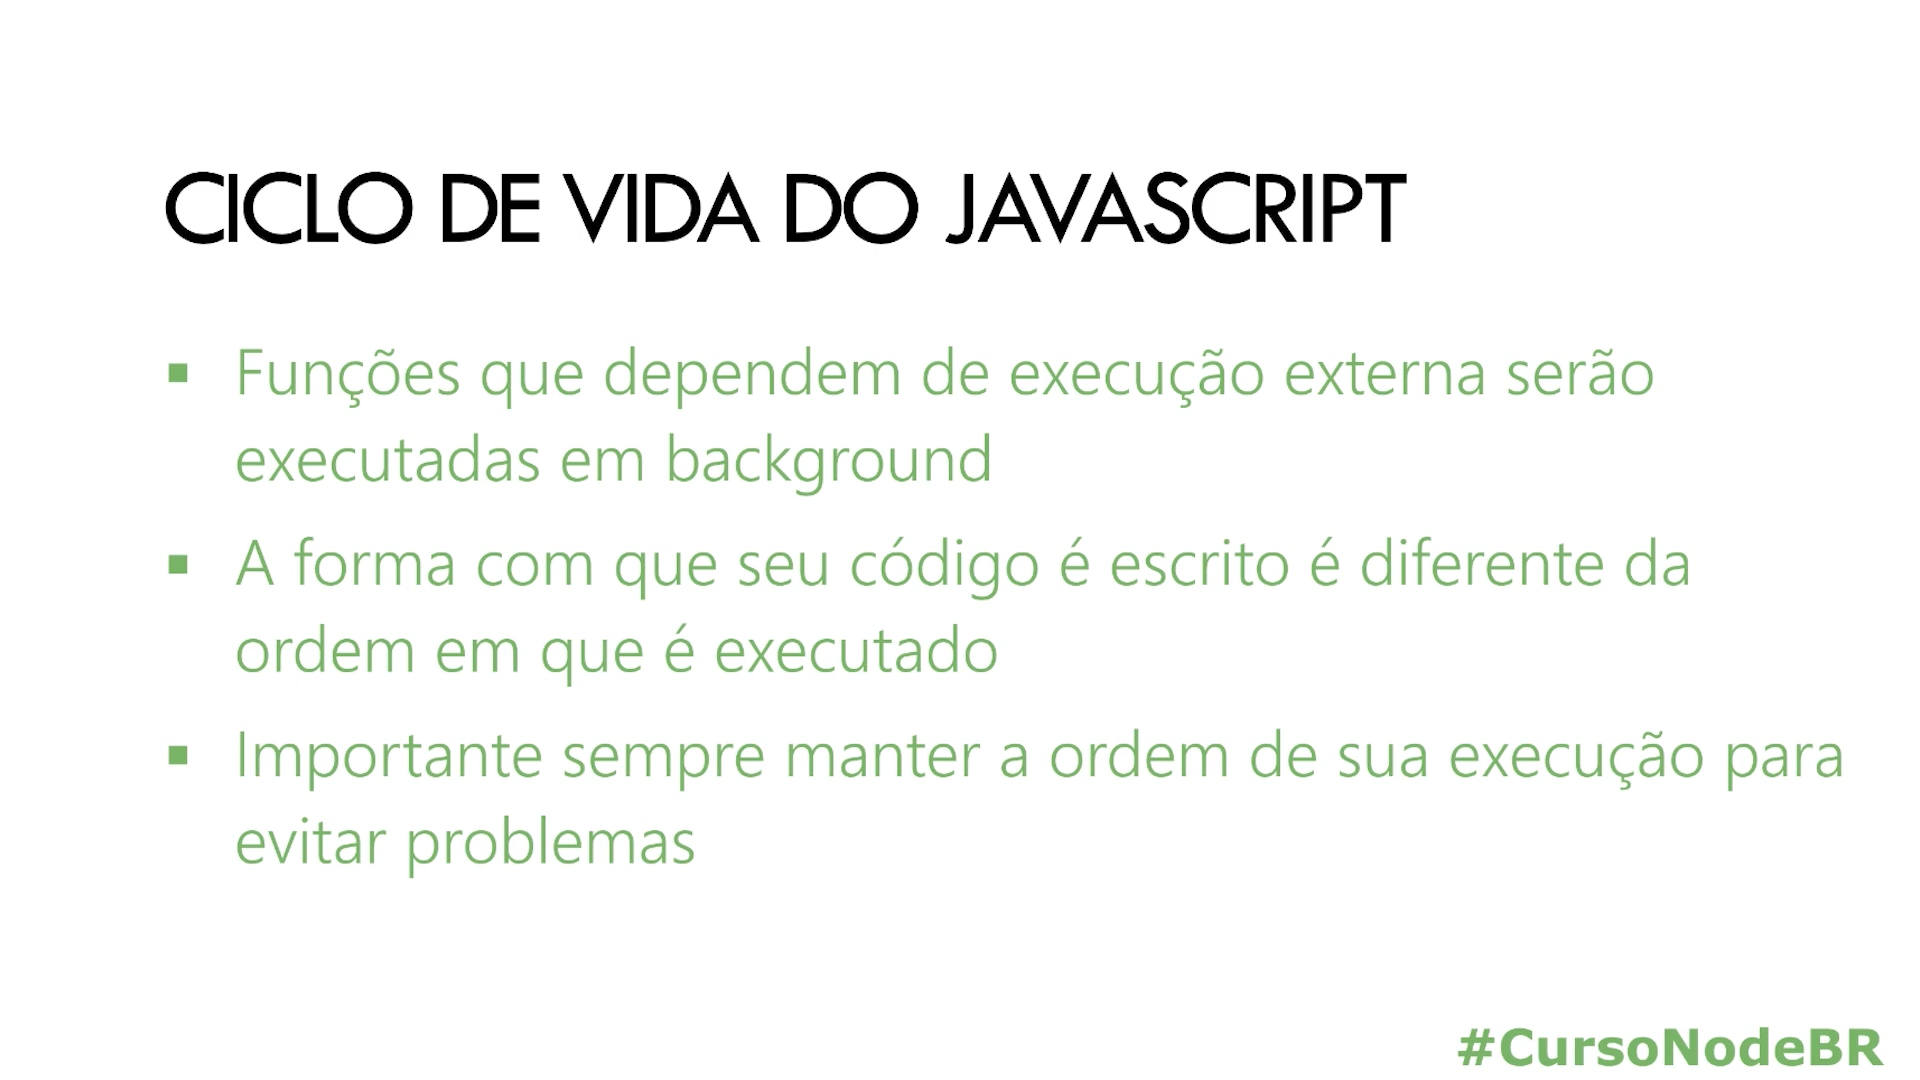 CICLO DE VIDA DO JAVASCRIPT
▪ Funções que dependem de execução externa serão
executadas em background
▪ A forma com que seu código é escrito é diferente da
ordem em que é executado
▪ Importante sempre manter a ordem de sua execução para
evitar problemas
#CursoNodeBR